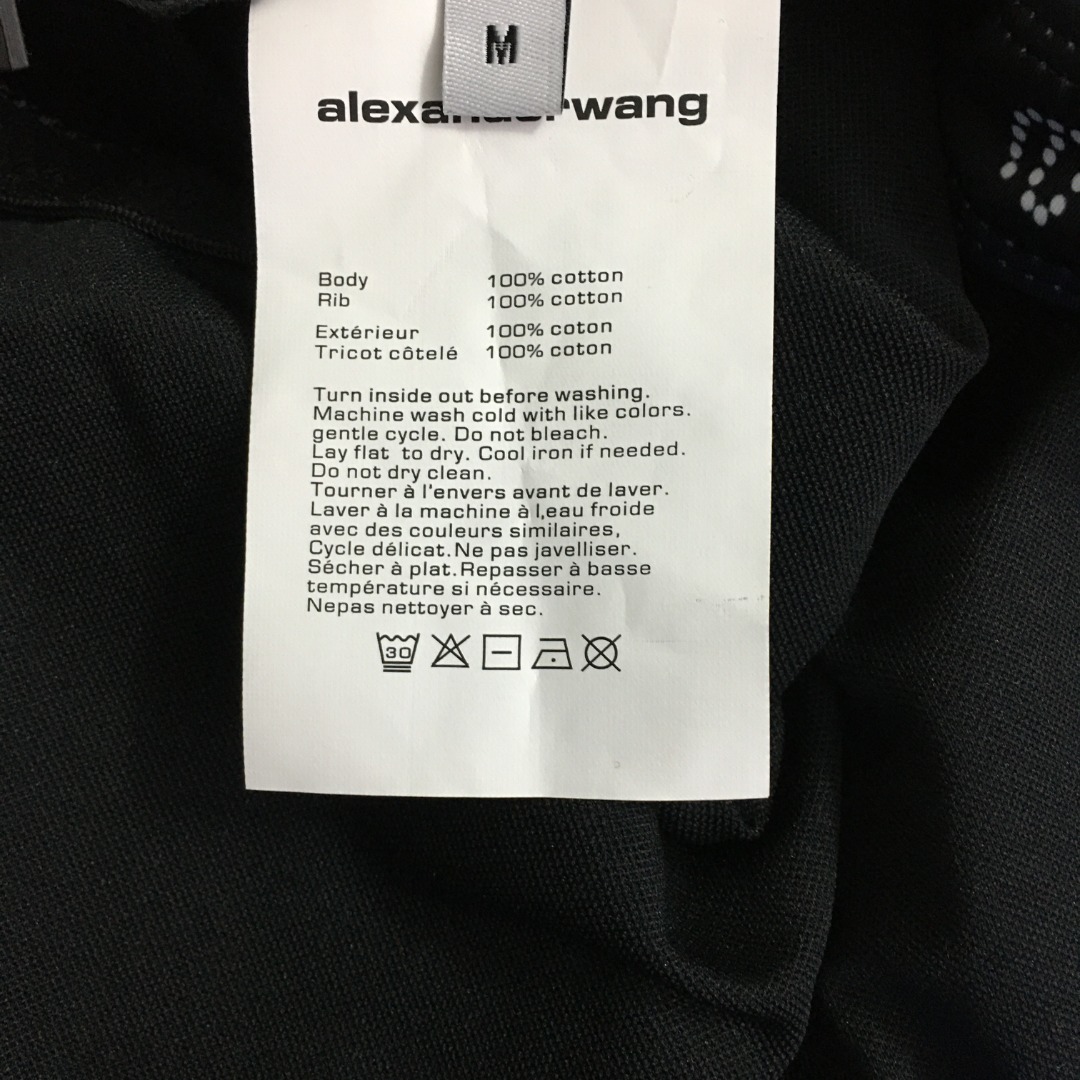 M
alexanderwang
Body 100% cotton
Rib 100% cotton
Extérieur 100% coton
Tricot côtelé 100% coton
Turn inside out before washing.
Machine wash cold with like colors.
gentle cycle. Do not bleach.
Lay flat to dry. Cool iron if needed.
Do not dry clean.
Tourner à l'envers avant de laver.
Laver à la machine à l,eau froide
avec des couleurs similaires,
Cycle délicat.Ne pas javelliser.
Sécher à plat.Repasser à basse
température si nécessaire.
Nepas nettoyer à sec.
30